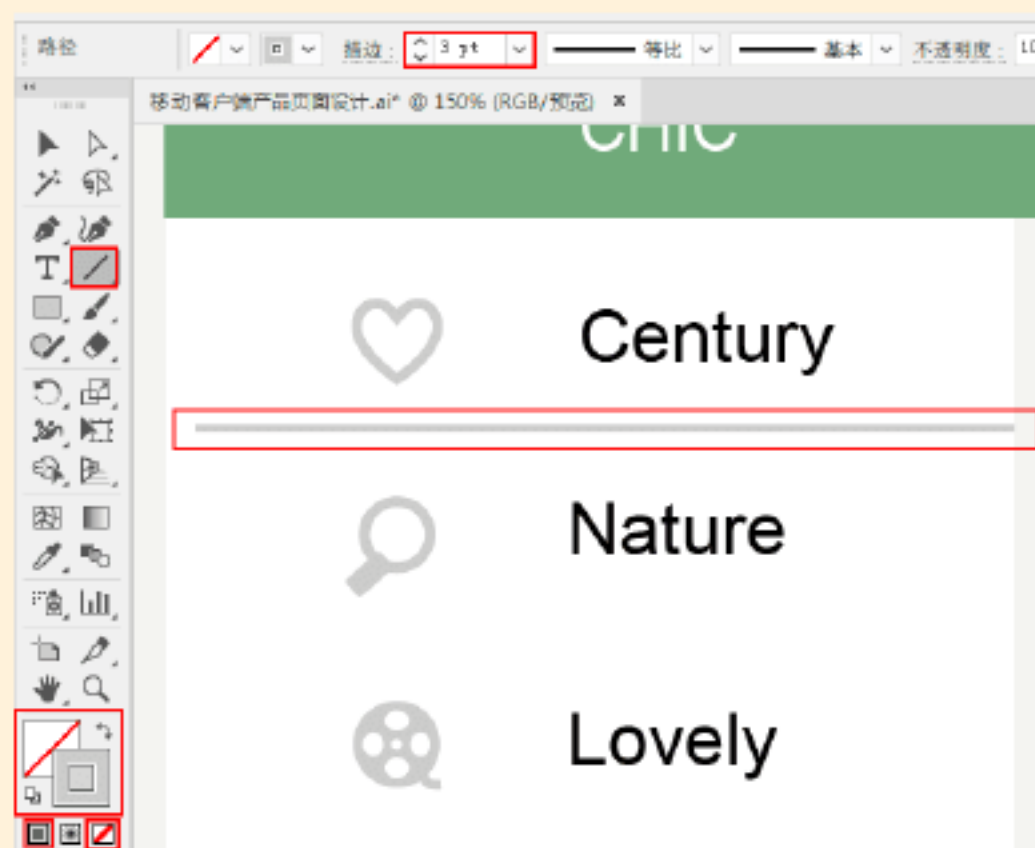 路径 描边： 3 pt 等比 基本 不透明度： 10
移动客户端产品页面设计.ai* @ 150% (RGB/预览) ×
CHIC
Century
Nature
Lovely